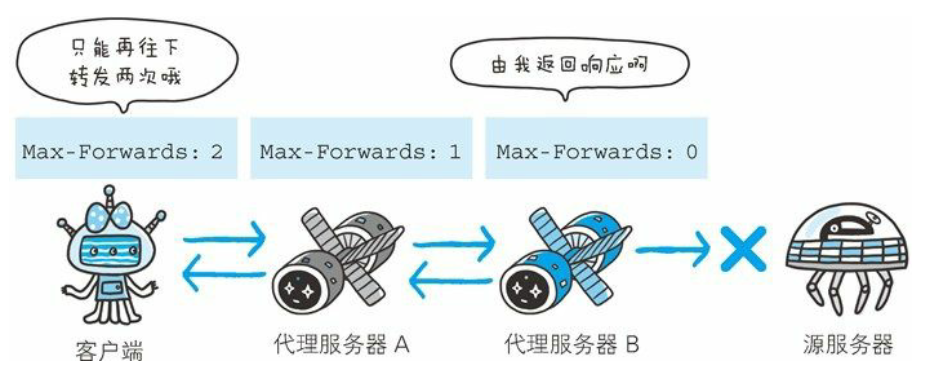 只能再往下
转发两次哦
由我返回响应啊
Max-Forwards: 2
Max-Forwards: 1
Max-Forwards: 0
客户端
代理服务器 A
代理服务器 B
源服务器